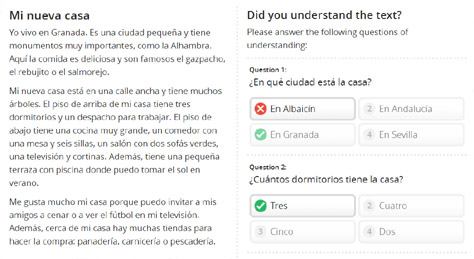 Mi nueva casa
Yo vivo en Granada. Es una ciudad pequeña y tiene
monumentos muy importantes, como la Alhambra.
Aquí la comida es deliciosa y son famosos el gazpacho,
el rebujito o el salmorejo.
Mi nueva casa está en una calle ancha y tiene muchos
árboles. El piso de arriba de mi casa tiene tres
dormitorios y un despacho para trabajar. El piso de
abajo tiene una cocina muy grande, un comedor con
una mesa y seis sillas, un salón con dos sofás verdes,
una televisión y cortinas. Además, tiene una pequeña
terraza con piscina donde puedo tomar el sol en
verano.
Me gusta mucho mi casa porque puedo invitar a mis
amigos a cenar o a ver el fútbol en mi televisión.
Además, cerca de mi casa hay muchas tiendas para
hacer la compra: panadería, carnicería o pescadería.
Did you understand the text?
Please answer the following questions of
understanding:
Question 1:
¿En qué ciudad está la casa?
En Albaicín
2 En Andalucía
En Granada
4 En Sevilla
Question 2:
¿Cuántos dormitorios tiene la casa?
Tres
2 Cuatro
3 Cinco
4 Dos